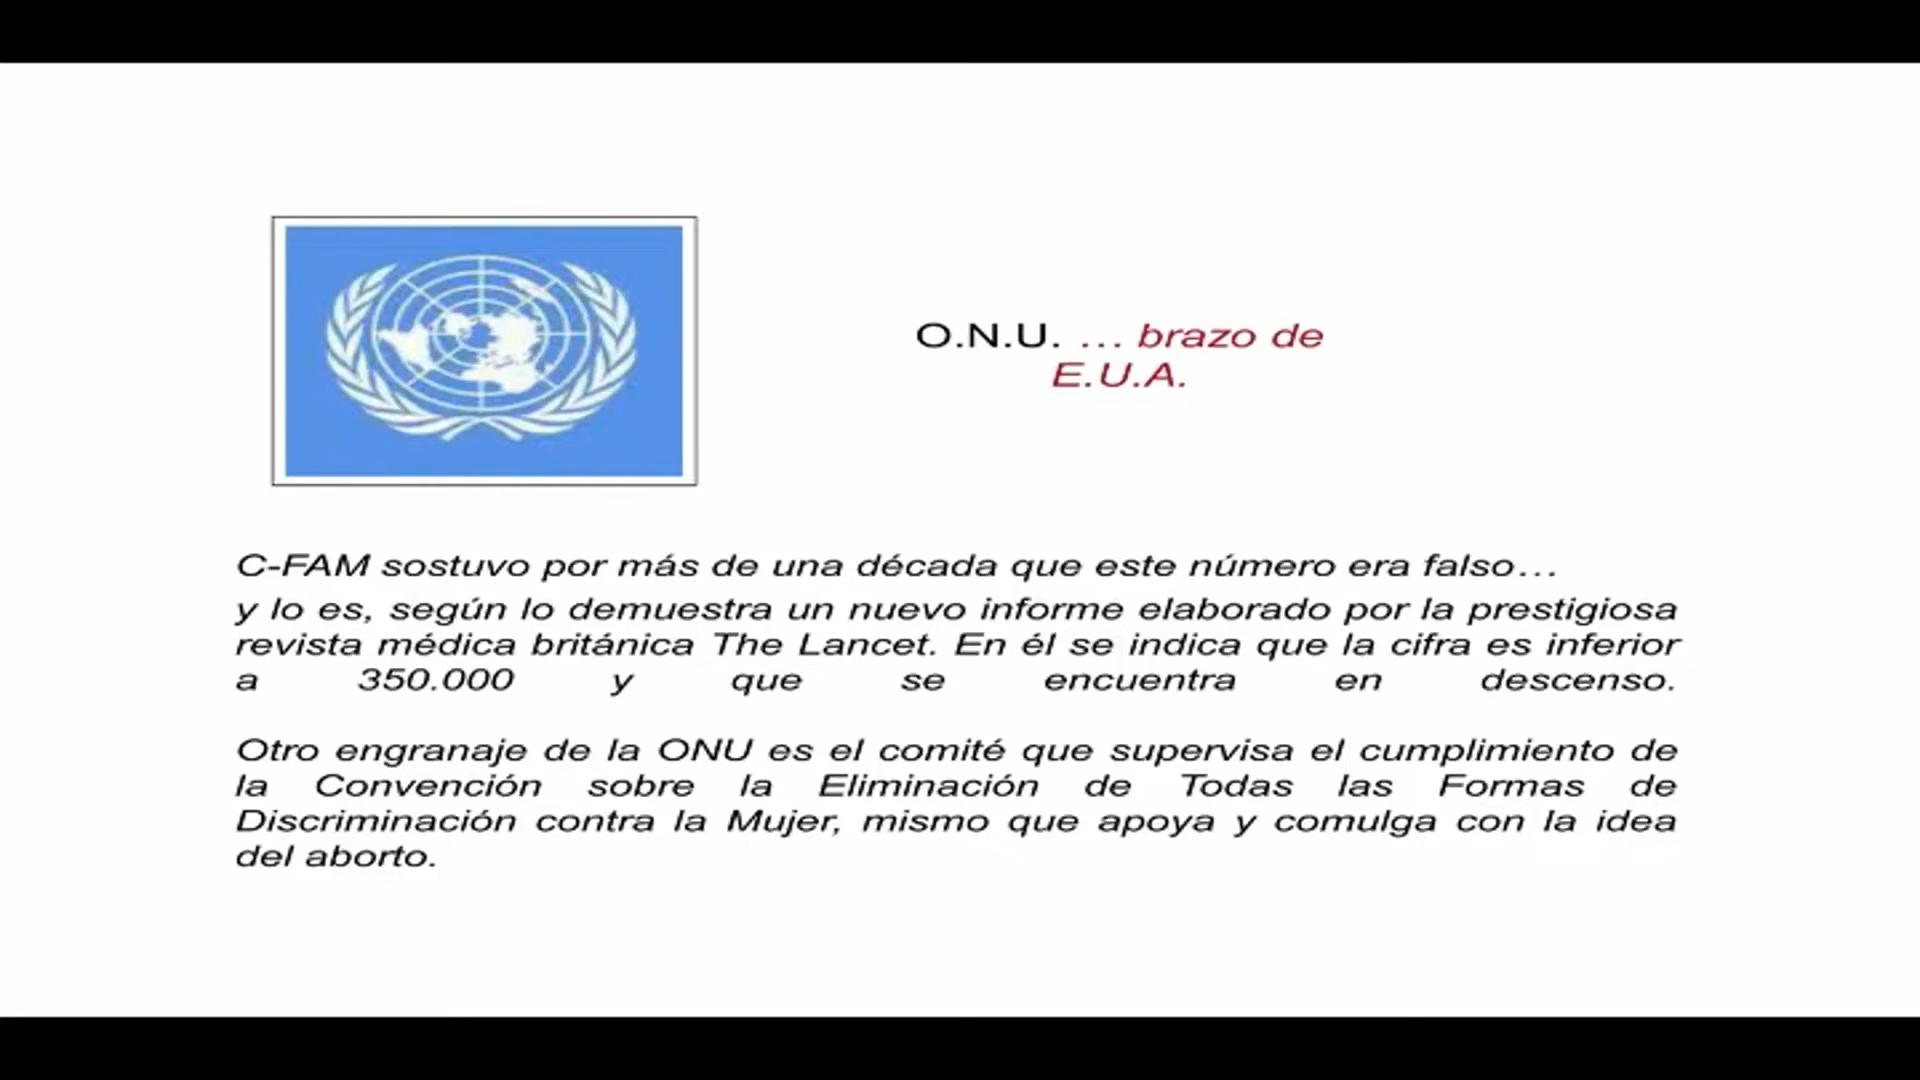 O.N.U. ... brazo de
E.U.A.
C-FAM sostuvo por más de una década que este número era falso...
y lo es, según lo demuestra un nuevo informe elaborado por la prestigiosa
revista médica británica The Lancet. En él se indica que la cifra es inferior
a 350.000 y que se encuentra en descenso.
Otro engranaje de la ONU es el comité que supervisa el cumplimiento de
la Convención sobre la Eliminación de Todas las Formas de
Discriminación contra la Mujer, mismo que apoya y comulga con la idea
del aborto.